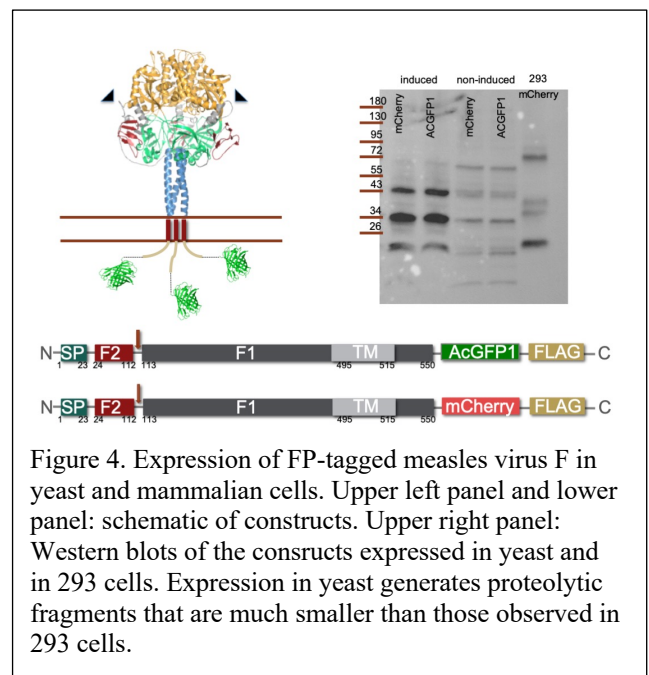 induced non-induced 293
mCherry ACGFP1 mCherry ACGFP1 mCherry
180
130
95
72
55
43
34
26
N SP F2 F1 TM AcGFP1 FLAG C
1 23 24 112 113 495 515 550
N SP F2 F1 TM mCherry FLAG C
1 23 24 112 113 495 515 550
Figure 4. Expression of FP-tagged measles virus F in
yeast and mammalian cells. Upper left panel and lower
panel: schematic of constructs. Upper right panel:
Western blots of the consructs expressed in yeast and
in 293 cells. Expression in yeast generates proteolytic
fragments that are much smaller than those observed in
293 cells.